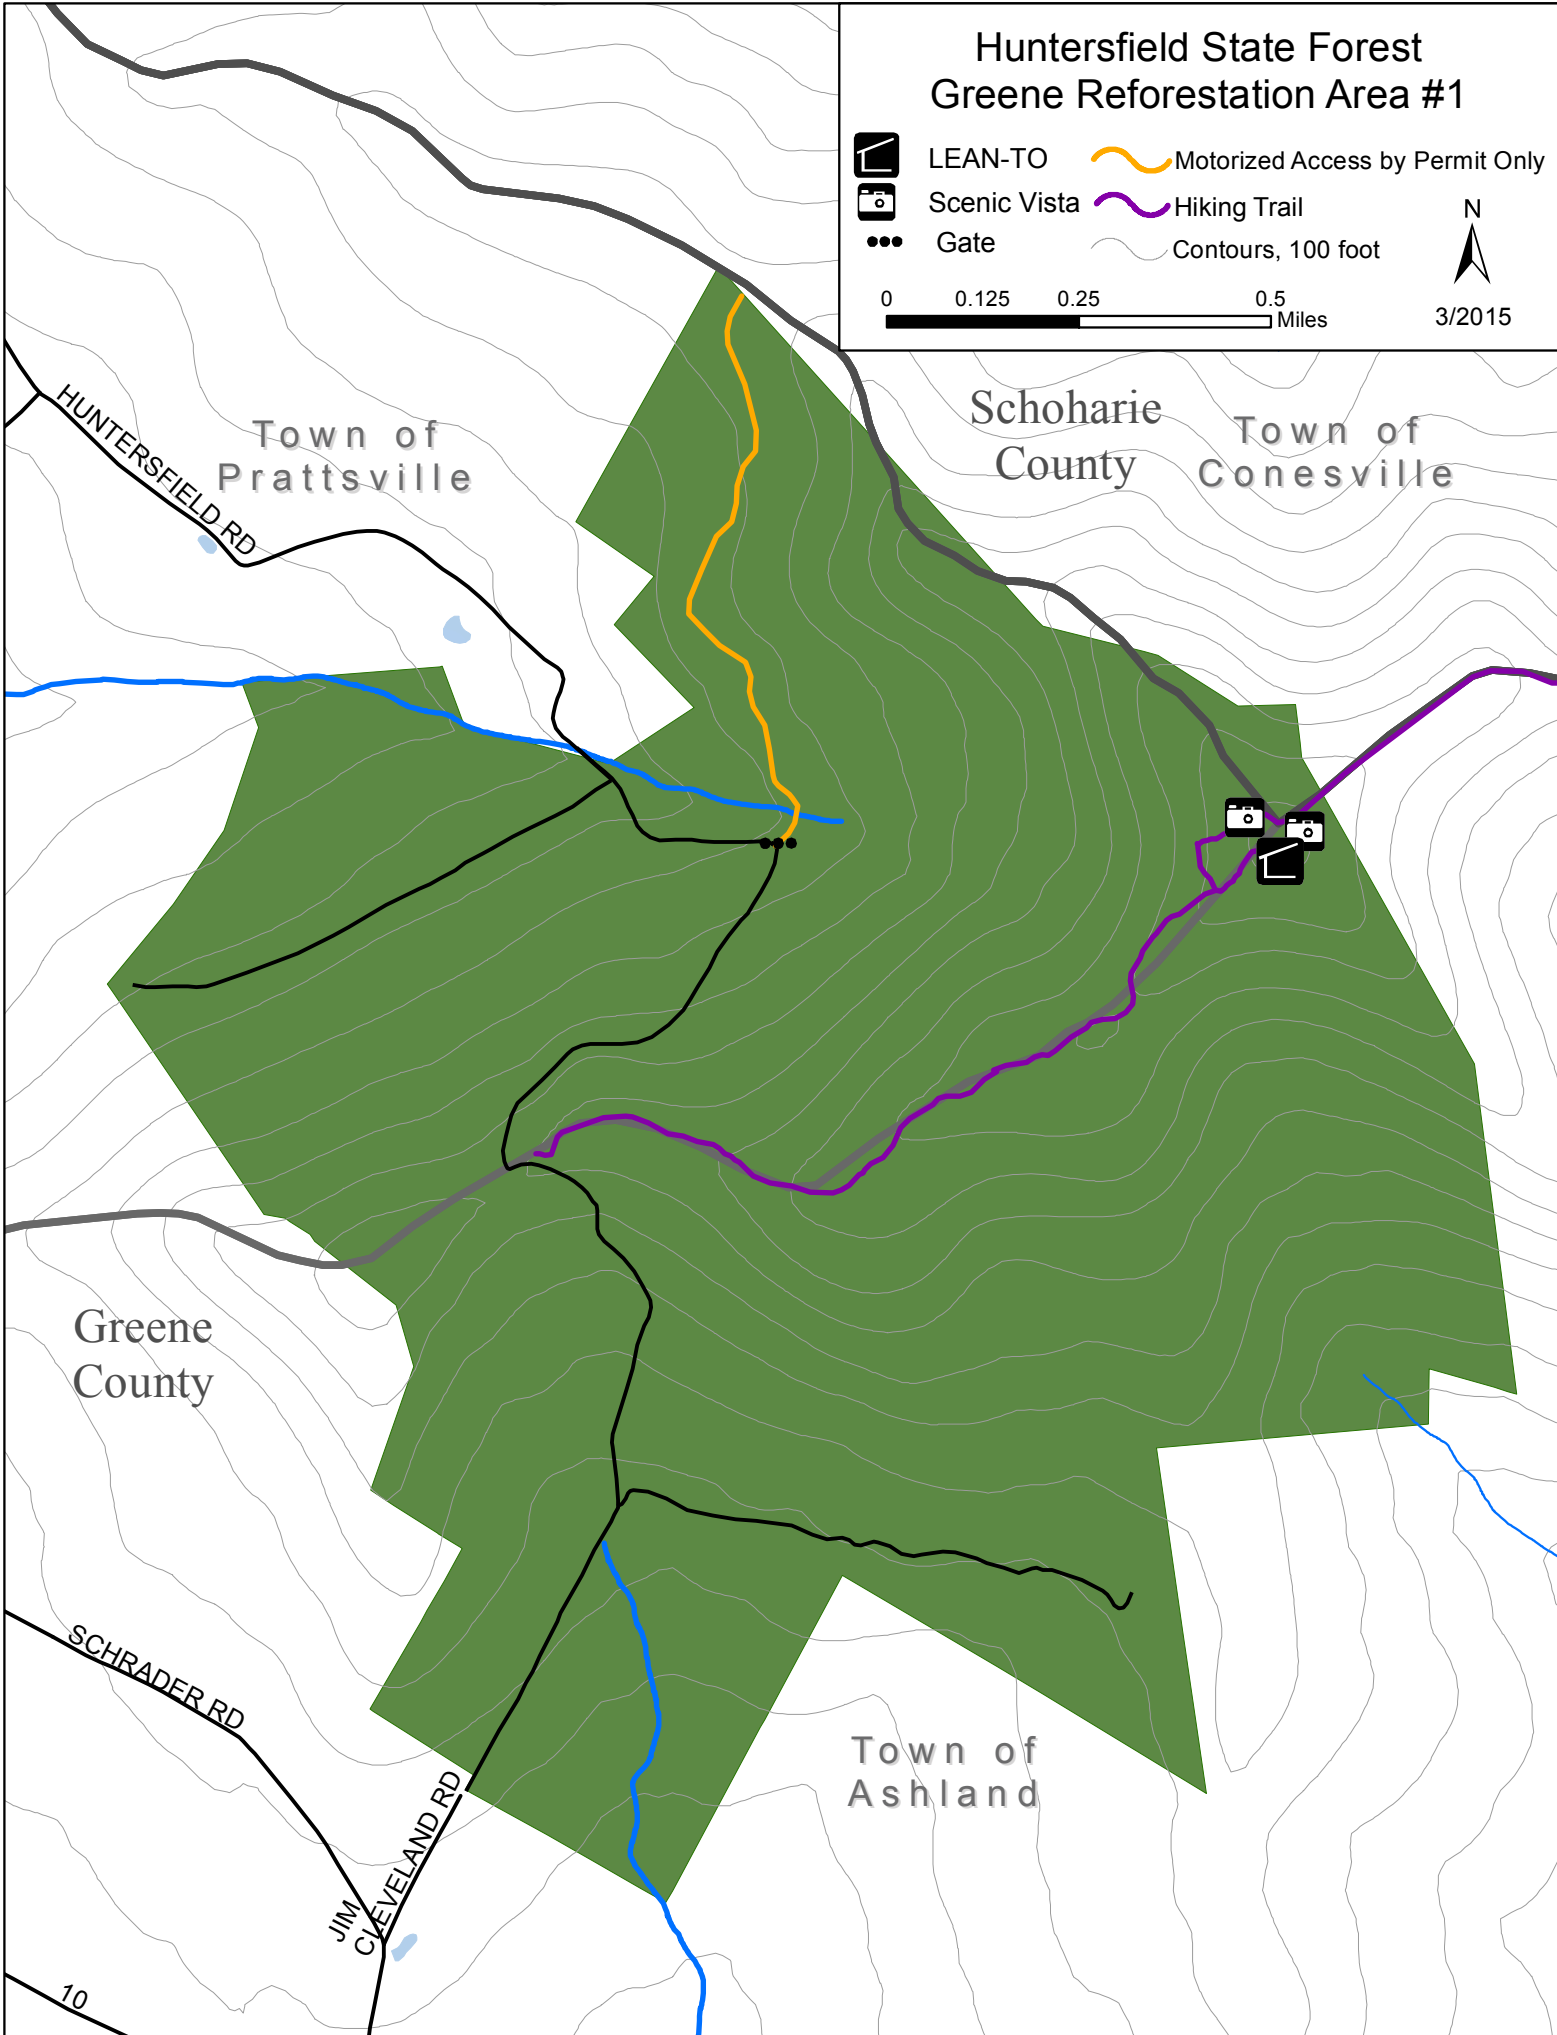 Huntersfield State Forest
Greene Reforestation Area #1
LEAN-TO
Motorized Access by Permit Only
Scenic Vista
Hiking Trail
Gate
Contours, 100 foot
N
0 0.125 0.25 0.5
Miles
3/2015
HUNTERSFIELD RD
Town of
Prattsville
Schoharie
County
Town of
Conesville
Greene
County
SCHRADER RD
Town of
Ashland
JIM
CLEVELAND RD
10